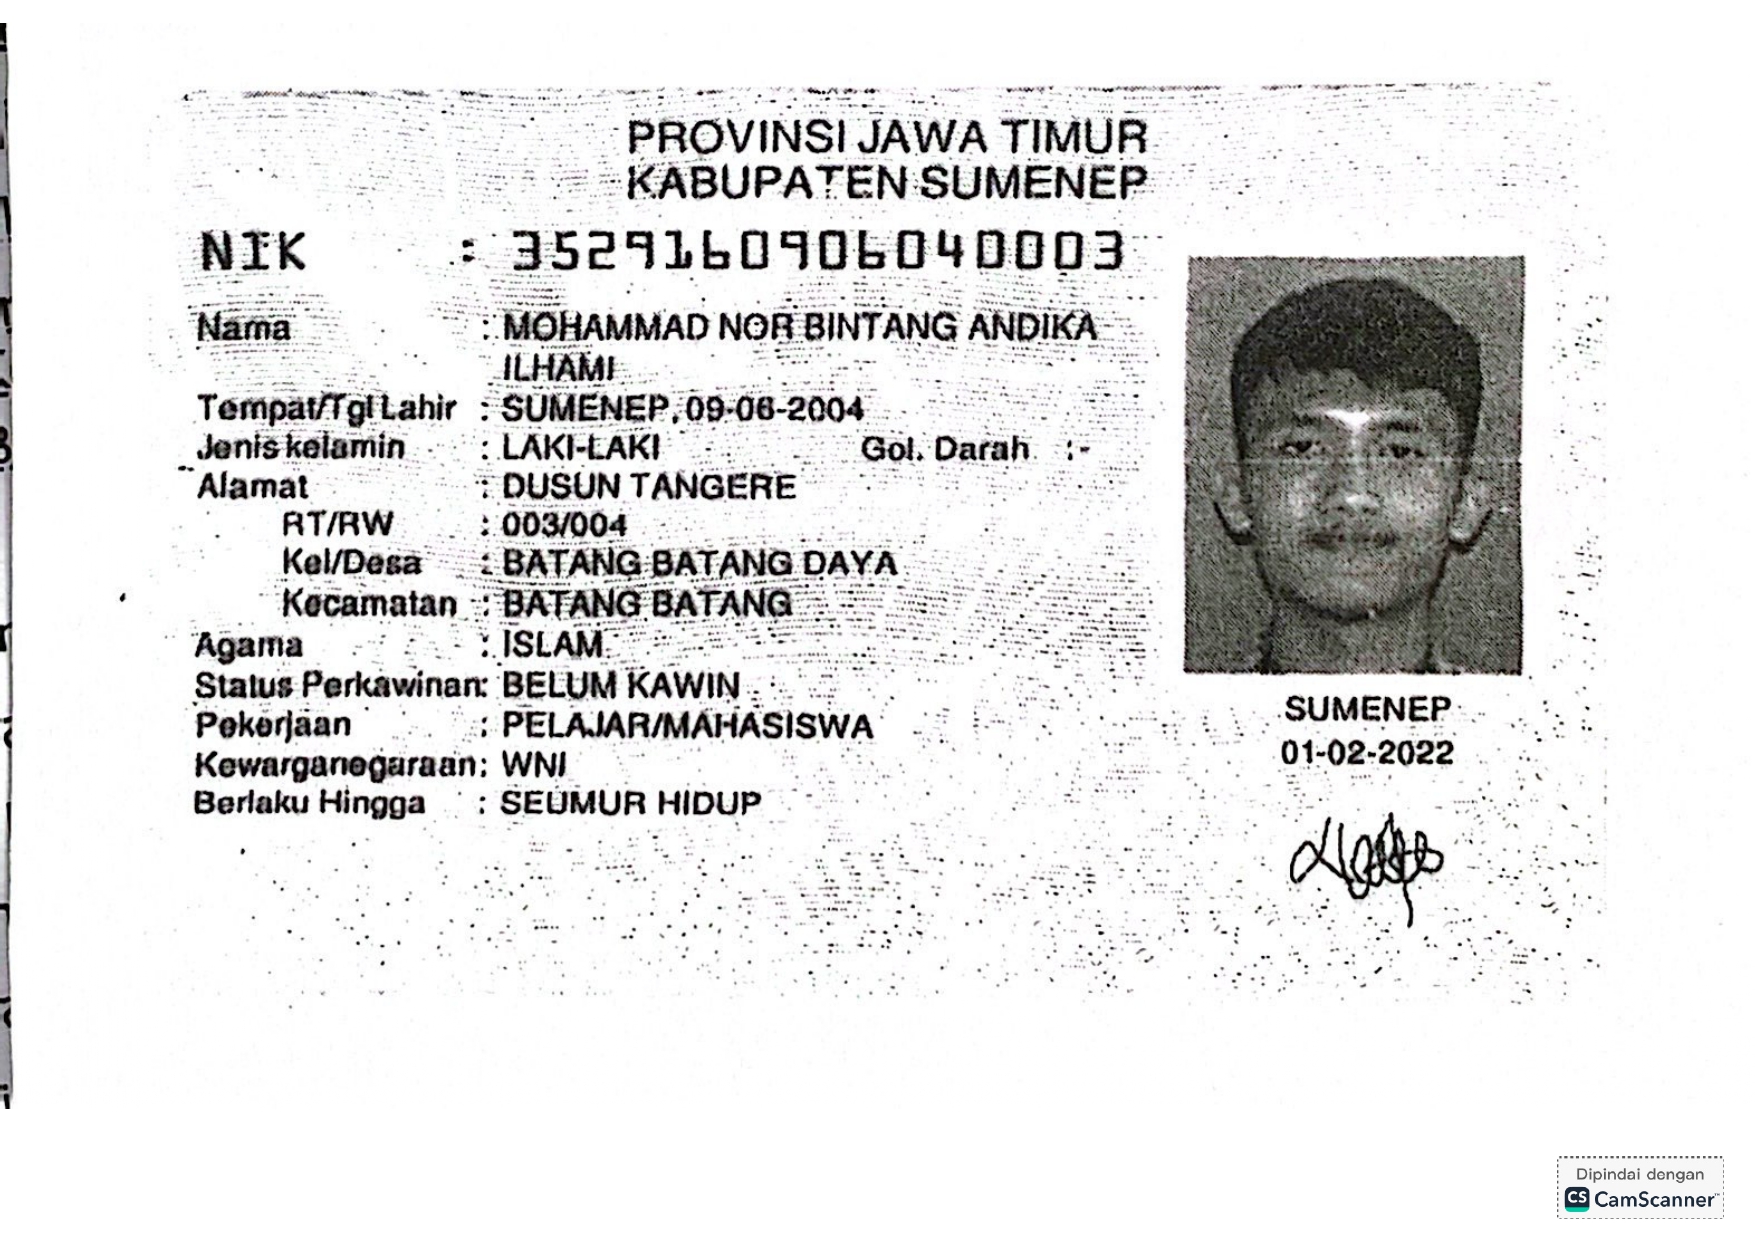 PROVINSI JAWA TIMUR
KABUPATEN SUMENEP
NIK : 3529160906040003
Nama : MOHAMMAD NOR BINTANG ANDIKA
ILHAMI
Tempat/Tgl Lahir : SUMENEP, 09-06-2004
Jenis kelamin : LAKI-LAKI Gol. Darah : -
Alamat : DUSUN TANGERE
RT/RW : 003/004
Kel/Desa : BATANG BATANG DAYA
Kecamatan : BATANG BATANG
Agama : ISLAM
Status Perkawinan: BELUM KAWIN
Pekerjaan : PELAJAR/MAHASISWA
Kewarganegaraan: WNI
Berlaku Hingga : SEUMUR HIDUP
SUMENEP
01-02-2022
Dipindai dengan
CS CamScanner